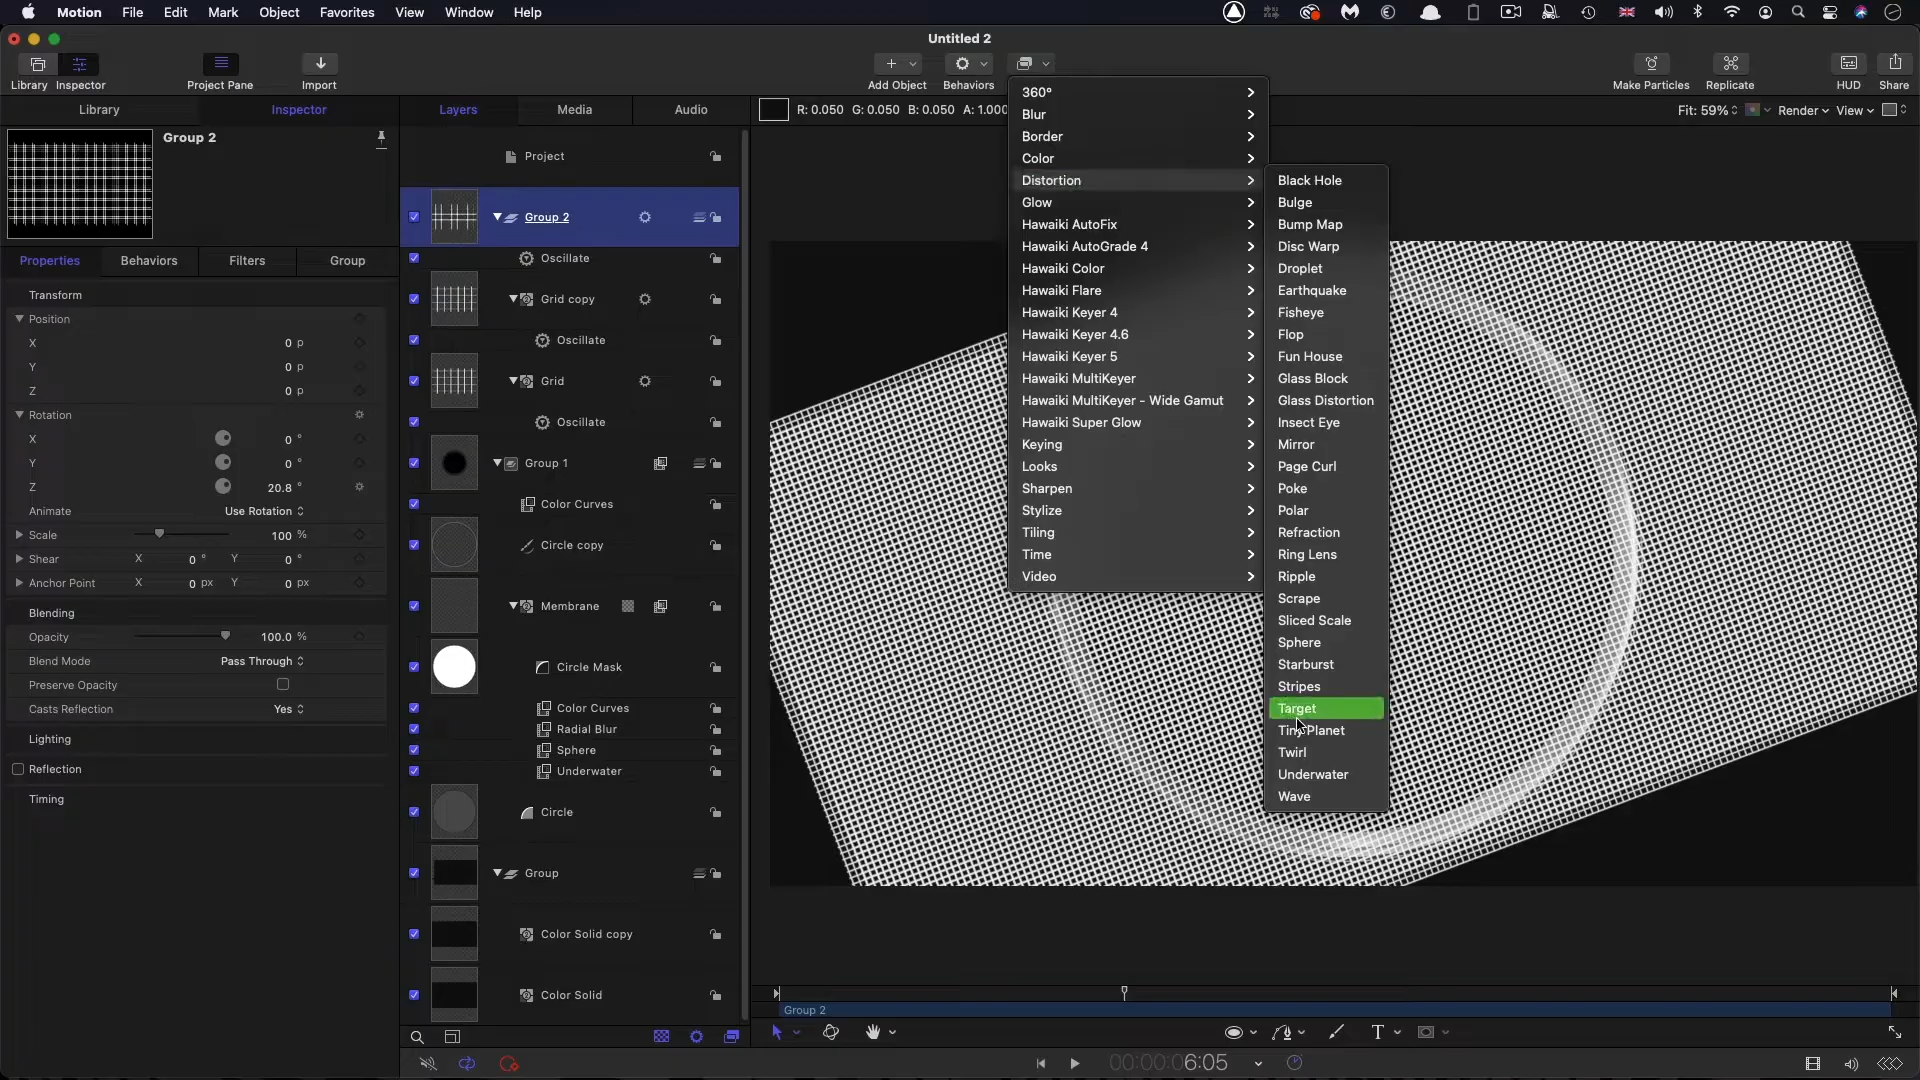 Motion File Edit Mark Object Favorites View Window Help
Untitled 2
Library Inspector Project Pane Import Add Object Behaviors Make Particles Replicate HUD Share
Library Inspector Layers Media Audio
R: 0.050 G: 0.050 B: 0.050 A: 1.000
Fit: 59% Render View
Group 2
Properties Behaviors Filters Group
Transform
Position
X 0 p
Y 0 p
Z 0 p
Rotation
X 0 °
Y 0 °
Z 20.8 °
Animate Use Rotation
Scale 100 %
Shear X 0 ° Y 0 °
Anchor Point X 0 px Y 0 px
Blending
Opacity 100.0 %
Blend Mode Pass Through
Preserve Opacity
Casts Reflection Yes
Lighting
Reflection
Timing
Project
Group 2
Oscillate
Grid copy
Oscillate
Grid
Oscillate
Group 1
Color Curves
Circle copy
Membrane
Circle Mask
Color Curves
Radial Blur
Sphere
Underwater
Circle
Group
Color Solid copy
Color Solid
360°
Blur
Border
Color
Distortion
Glow
Hawaiki AutoFix
Hawaiki AutoGrade 4
Hawaiki Color
Hawaiki Flare
Hawaiki Keyer 4
Hawaiki Keyer 4.6
Hawaiki Keyer 5
Hawaiki MultiKeyer
Hawaiki MultiKeyer - Wide Gamut
Hawaiki Super Glow
Keying
Looks
Sharpen
Stylize
Tiling
Time
Video
Black Hole
Bulge
Bump Map
Disc Warp
Droplet
Earthquake
Fisheye
Flop
Fun House
Glass Block
Glass Distortion
Insect Eye
Mirror
Page Curl
Poke
Polar
Refraction
Ring Lens
Ripple
Scrape
Sliced Scale
Sphere
Starburst
Stripes
Target
Tiny Planet
Twirl
Underwater
Wave
Group 2
T
00:00:06:05